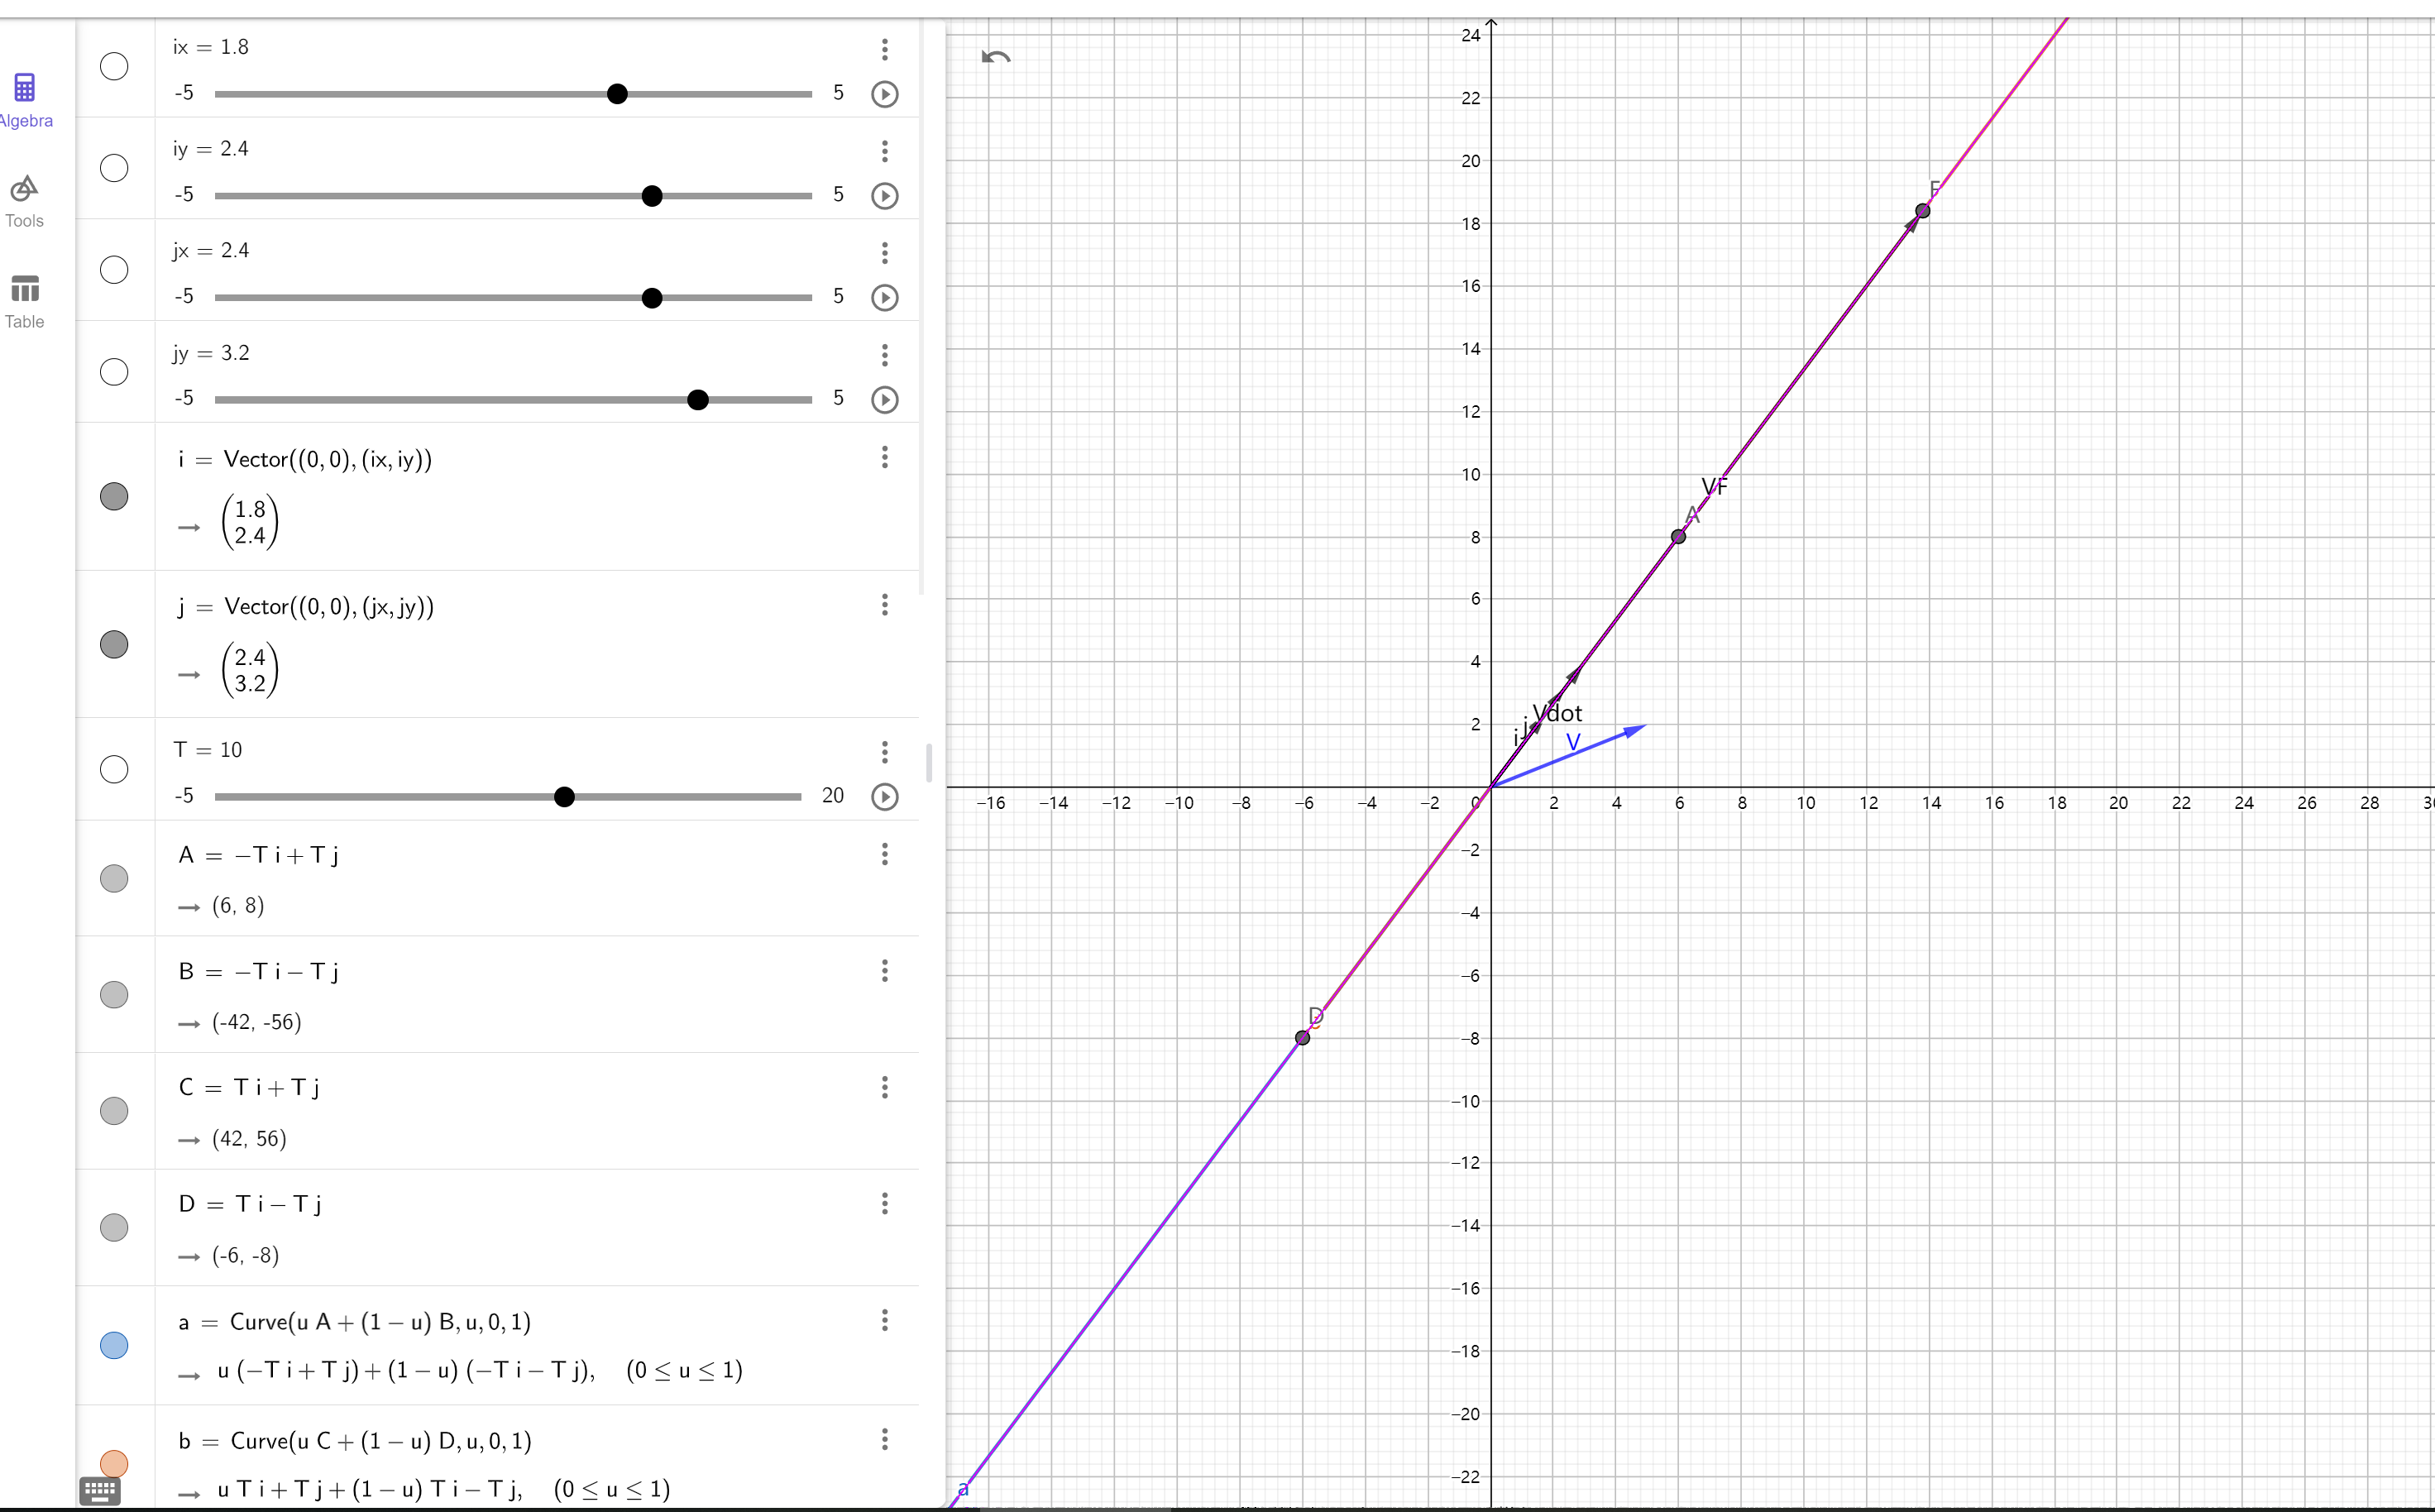 Algebra
Tools
Table
ix = 1.8
-5 5
iy = 2.4
-5 5
jx = 2.4
-5 5
jy = 3.2
-5 5
i = Vector((0, 0), (ix, iy))
→ (1.8
2.4)
j = Vector((0, 0), (jx, jy))
→ (2.4
3.2)
T = 10
-5 20
A = −T i + T j
→ (6, 8)
B = −T i − T j
→ (-42, -56)
C = T i + T j
→ (42, 56)
D = T i − T j
→ (-6, -8)
a = Curve(u A + (1 − u) B, u, 0, 1)
→ u (−T i + T j) + (1 − u) (−T i − T j), (0 ≤ u ≤ 1)
b = Curve(u C + (1 − u) D, u, 0, 1)
→ u T i + T j + (1 − u) T i − T j, (0 ≤ u ≤ 1)
24
22
20
F
18
16
14
12
10
VF
A
8
6
4
Vdot
j
i
2
V
−16 −14 −12 −10 −8 −6 −4 −2 0 2 4 6 8 10 12 14 16 18 20 22 24 26 28
−2
−4
−6
D
−8
−10
−12
−14
−16
−18
−20
−22
a